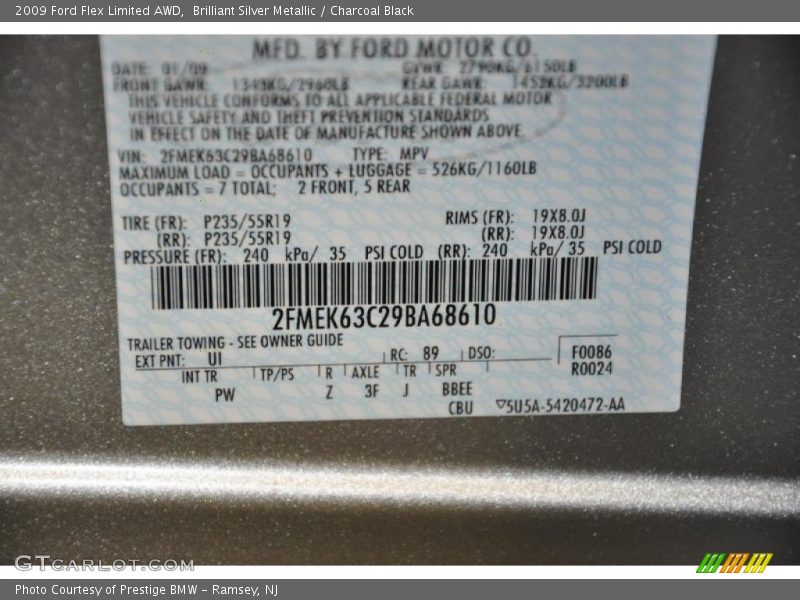 2009 Ford Flex Limited AWD,  Brilliant Silver Metallic / Charcoal Black
MFD. BY FORD MOTOR CO.
DATE: 01/09 GVWR: 2790KG/6150LB
FRONT GAWR: 1343KG/2960LB REAR GAWR: 1452KG/3200LB
THIS VEHICLE CONFORMS TO ALL APPLICABLE FEDERAL MOTOR
VEHICLE SAFETY AND THEFT PREVENTION STANDARDS
IN EFFECT ON THE DATE OF MANUFACTURE SHOWN ABOVE.
VIN: 2FMEK63C29BA68610 TYPE: MPV
MAXIMUM LOAD = OCCUPANTS + LUGGAGE = 526KG/1160LB
OCCUPANTS = 7 TOTAL; 2 FRONT, 5 REAR
TIRE (FR): P235/55R19 RIMS (FR): 19X8.0J
(RR): P235/55R19 (RR): 19X8.0J
PRESSURE (FR): 240 kPa/ 35 PSI COLD (RR): 240 kPa/ 35 PSI COLD
2FMEK63C29BA68610
TRAILER TOWING - SEE OWNER GUIDE
EXT PNT: UI RC: 89 DSO: F0086
R0024
INT TR TP/PS R AXLE TR SPR
PW Z 3F J BBEE
CBU ▽5U5A-5420472-AA
GTCARLOT.COM
Photo Courtesy of Prestige BMW - Ramsey, NJ